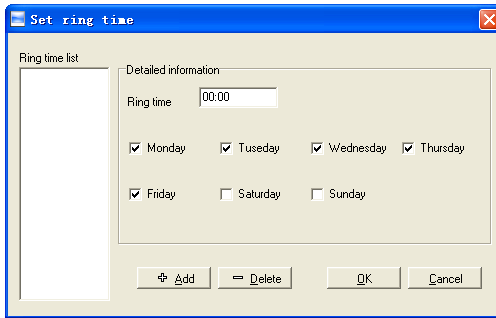 Set ring time
Ring time list
Detailed information
Ring time 00:00
Monday Tuseday Wednesday Thursday
Friday Saturday Sunday
Add Delete OK Cancel